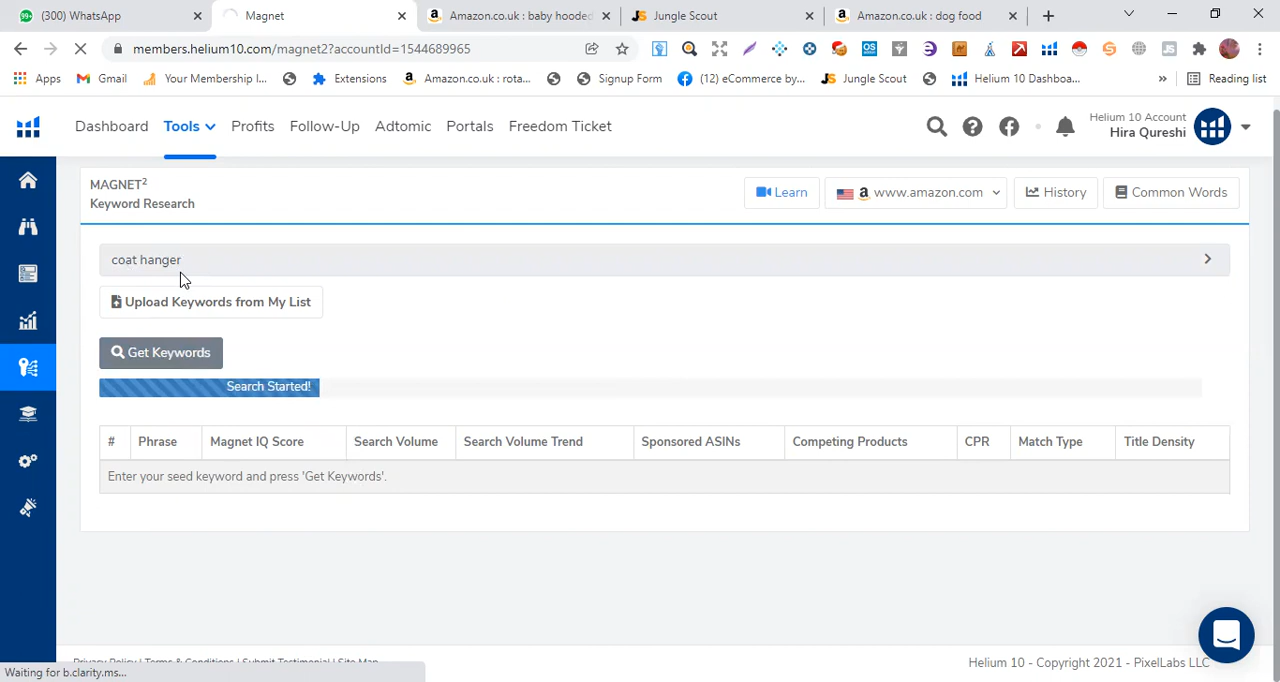 (300) WhatsApp
Magnet
Amazon.co.uk : baby hooded
Jungle Scout
Amazon.co.uk : dog food
members.helium10.com/magnet2?accountId=1544689965
Apps
Gmail
Your Membership I...
Extensions
Amazon.co.uk : rota...
Signup Form
(12) eCommerce by...
Jungle Scout
Helium 10 Dashboa...
»
Reading list
Dashboard
Tools
Profits
Follow-Up
Adtomic
Portals
Freedom Ticket
Helium 10 Account
Hira Qureshi
MAGNET²
Keyword Research
Learn
www.amazon.com
History
Common Words
coat hanger
Upload Keywords from My List
Get Keywords
Search Started!
# Phrase Magnet IQ Score Search Volume Search Volume Trend Sponsored ASINs Competing Products CPR Match Type Title Density
Enter your seed keyword and press 'Get Keywords'.
Privacy Policy | Terms & Conditions | Submit Testimonial | Site Map
Helium 10 - Copyright 2021 - PixelLabs LLC
Waiting for b.clarity.ms...